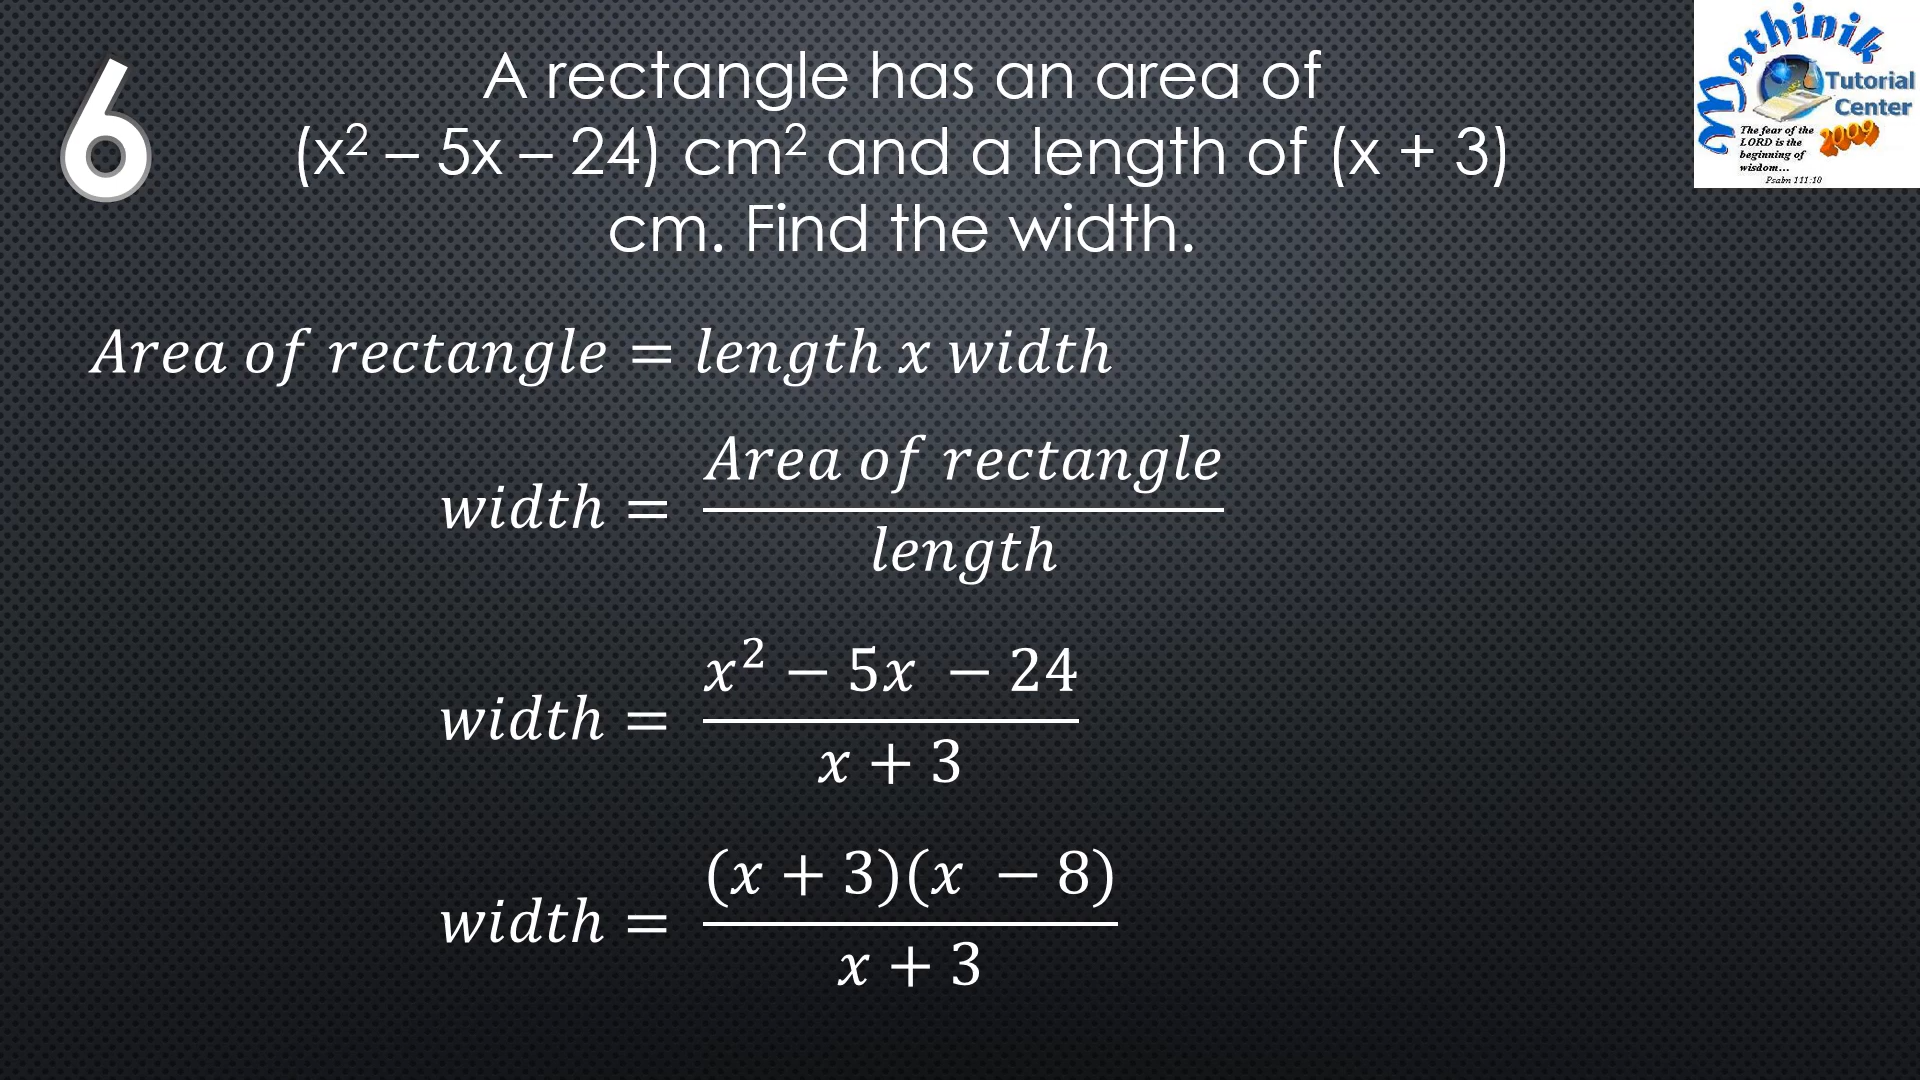 6
A rectangle has an area of
(x² – 5x – 24) cm² and a length of (x + 3)
cm. Find the width.
Mathinik
Tutorial
Center
2009
The fear of the
LORD is the
beginning of
wisdom...
Psalm 111:10
Area of rectangle = length x width
width = Area of rectangle / length
width = x² − 5x − 24 / x + 3
width = (x + 3)(x − 8) / x + 3